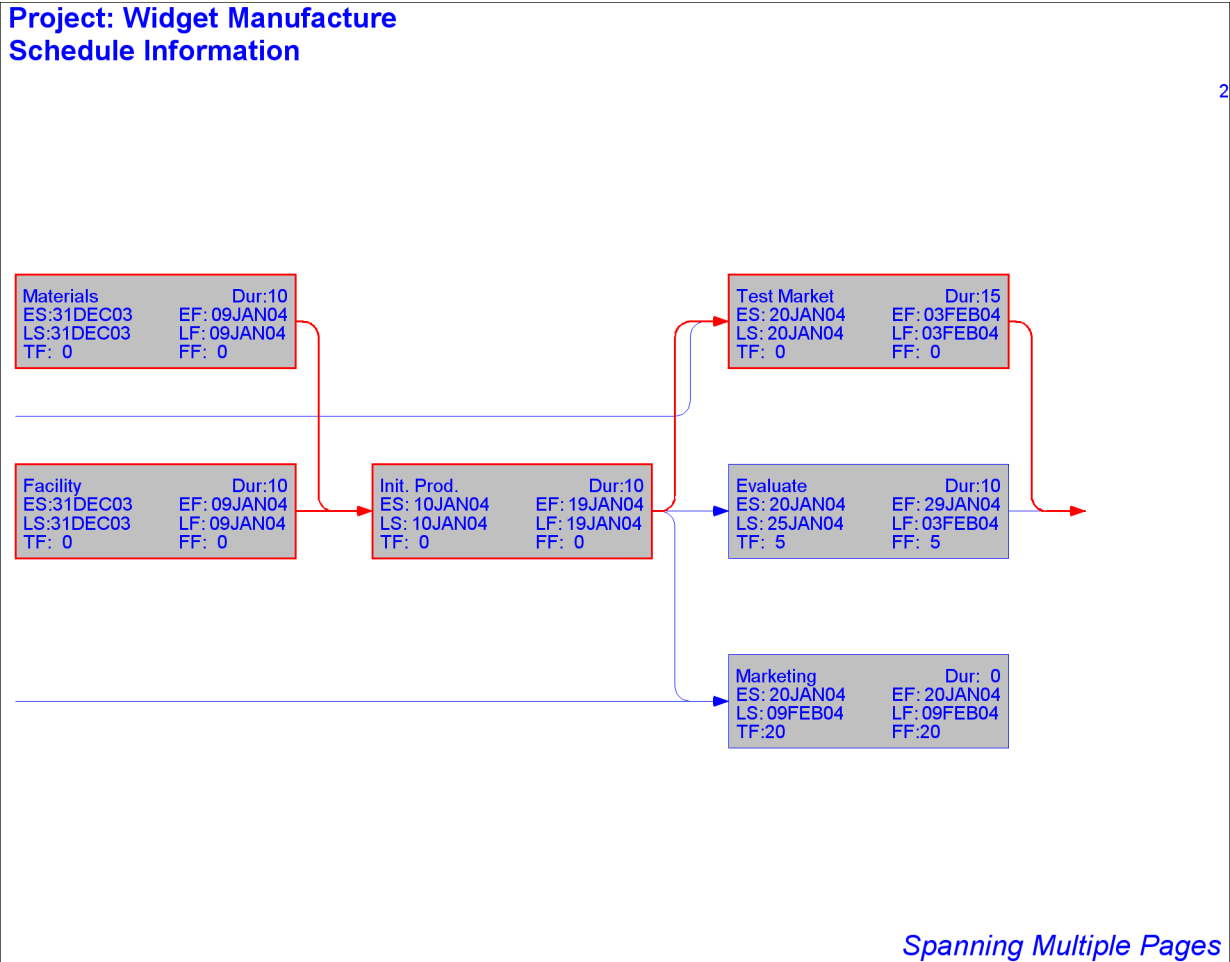 Project: Widget Manufacture
Schedule Information
2
Materials Dur:10
ES:31DEC03 EF: 09JAN04
LS:31DEC03 LF: 09JAN04
TF: 0 FF: 0
Test Market Dur:15
ES: 20JAN04 EF: 03FEB04
LS: 20JAN04 LF: 03FEB04
TF: 0 FF: 0
Facility Dur:10
ES:31DEC03 EF: 09JAN04
LS:31DEC03 LF: 09JAN04
TF: 0 FF: 0
Init. Prod. Dur:10
ES: 10JAN04 EF: 19JAN04
LS: 10JAN04 LF: 19JAN04
TF: 0 FF: 0
Evaluate Dur:10
ES: 20JAN04 EF: 29JAN04
LS: 25JAN04 LF: 03FEB04
TF: 5 FF: 5
Marketing Dur: 0
ES: 20JAN04 EF: 20JAN04
LS: 09FEB04 LF: 09FEB04
TF:20 FF:20
Spanning Multiple Pages